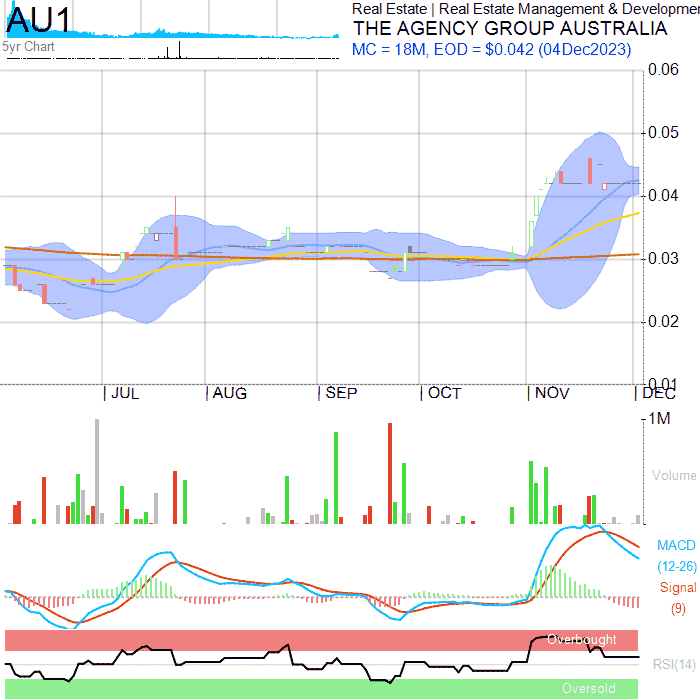 AU1
Real Estate | Real Estate Management & Developmen
THE AGENCY GROUP AUSTRALIA
5yr Chart
MC = 18M, EOD = $0.042 (04Dec2023)
0.06
0.05
0.04
0.03
0.02
0.01
JUL
AUG
SEP
OCT
NOV
DEC
1M
Volume
MACD
(12-26)
Signal
(9)
Overbought
RSI(14)
Oversold